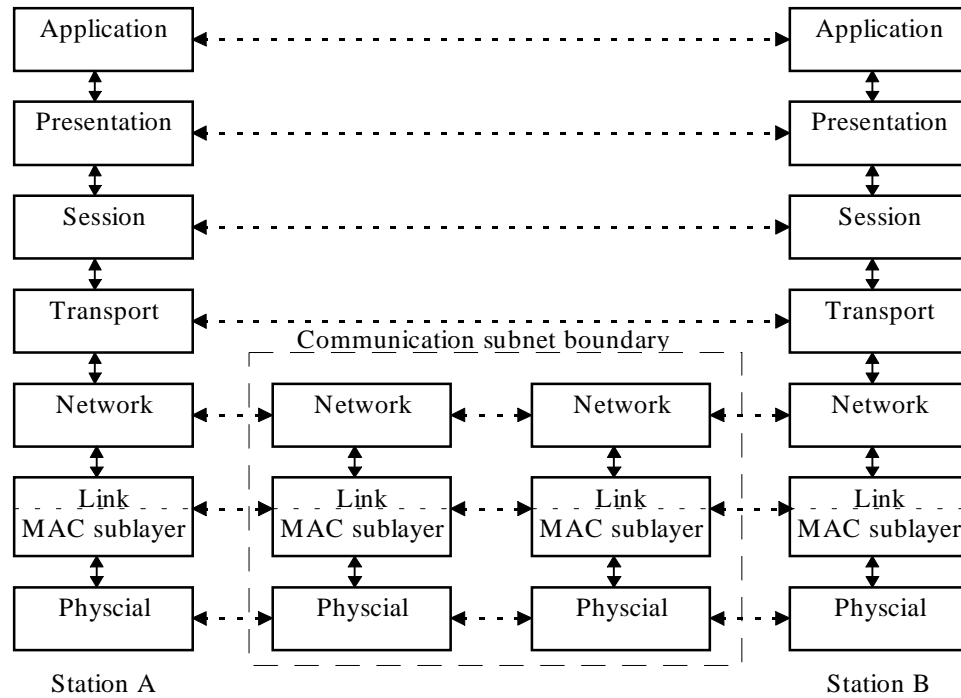 Application Application
Presentation Presentation
Session Session
Transport Transport
Communication subnet boundary
Network Network Network Network
Link Link Link Link
MAC sublayer MAC sublayer MAC sublayer MAC sublayer
Physcial Physcial Physcial Physcial
Station A Station B